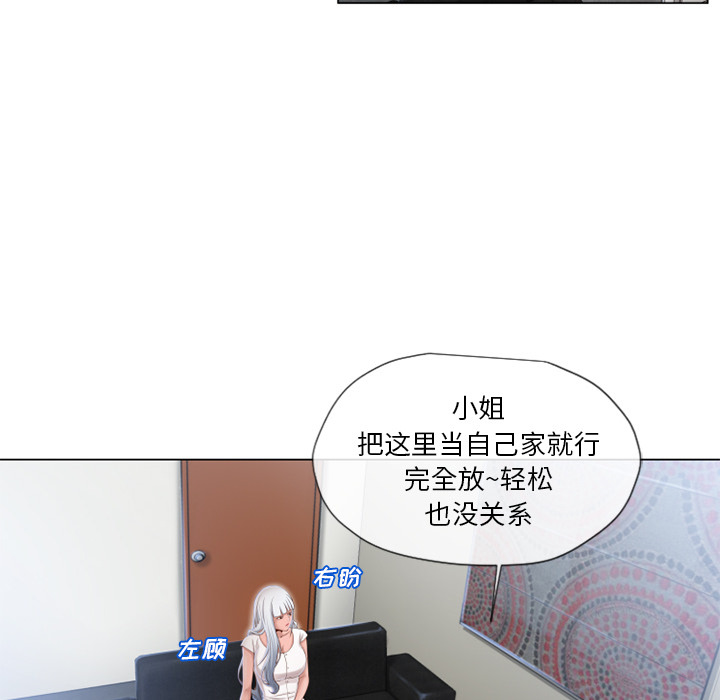 小姐
把这里当自己家就行
完全放~轻松
也没关系
右盼
左顾